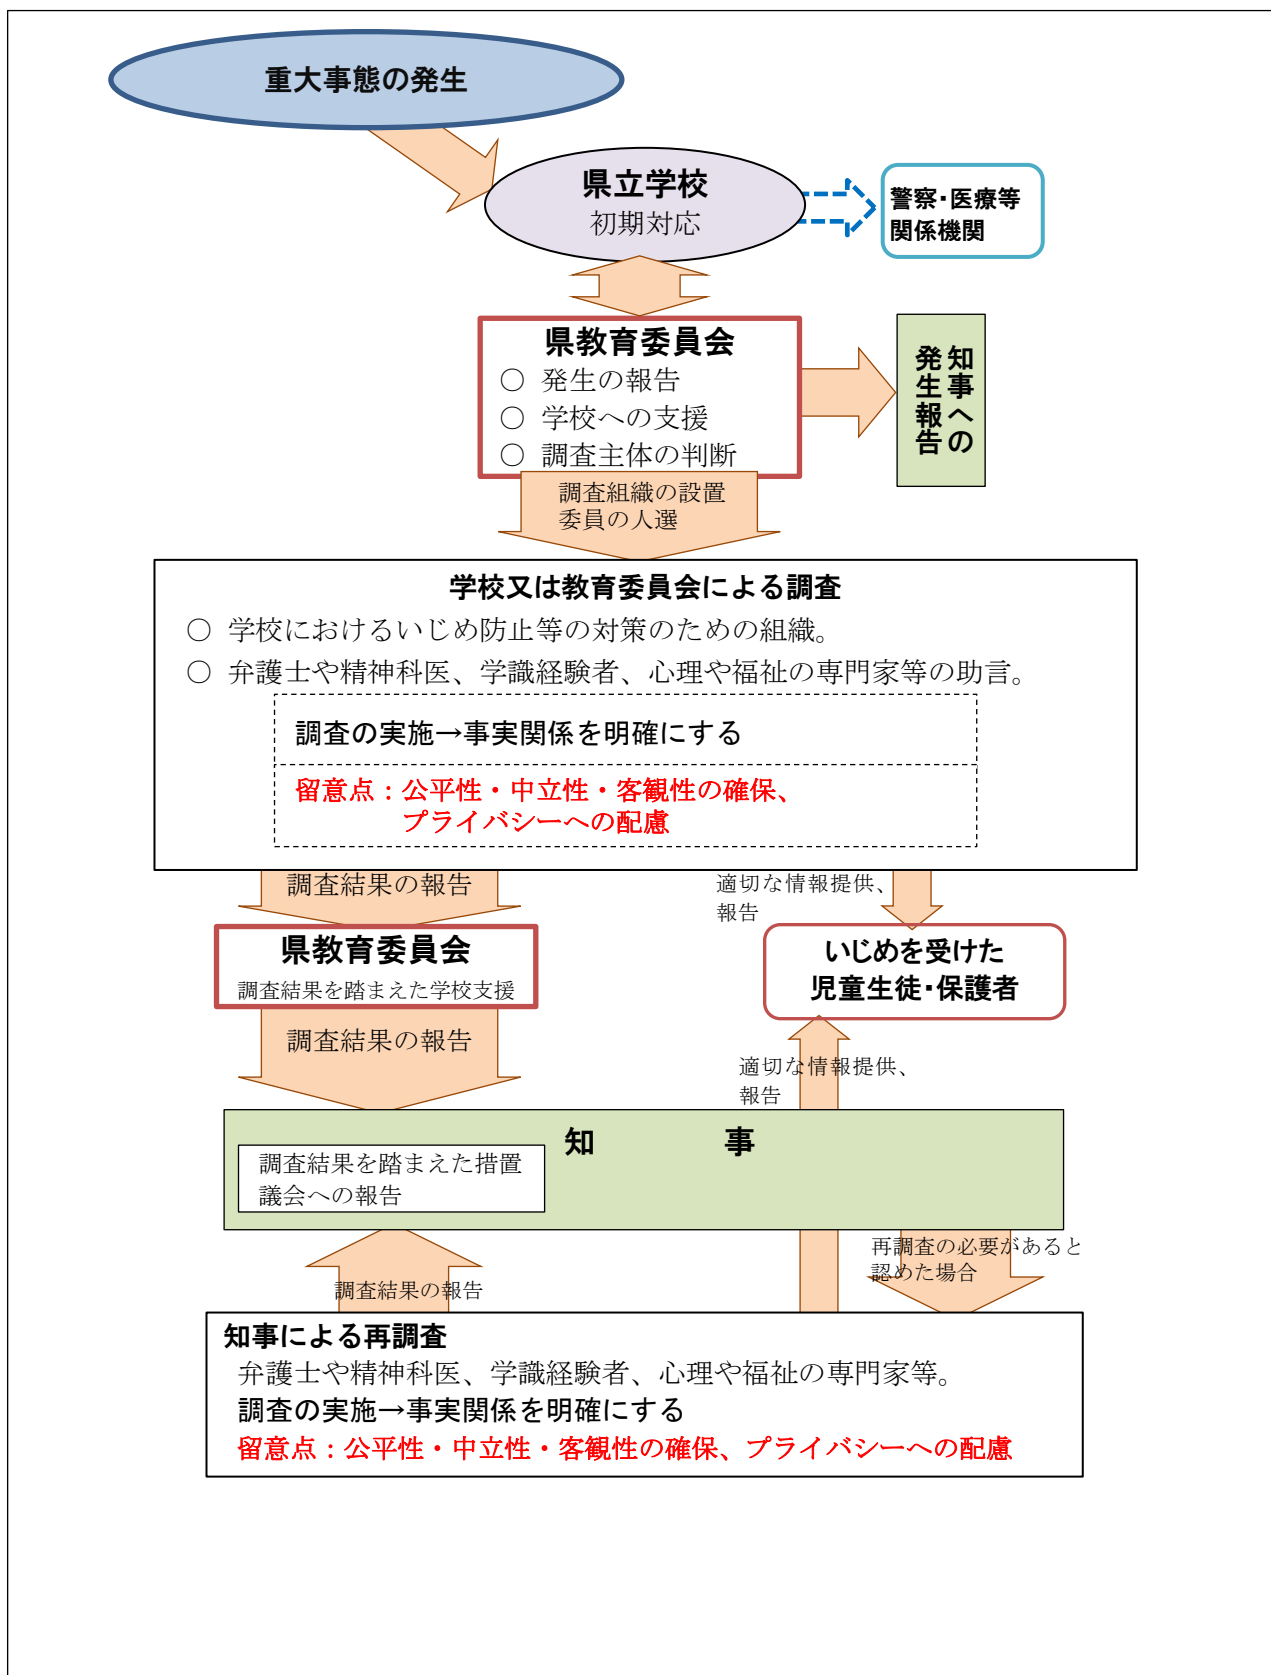 重大事態の発生
県立学校
初期対応
警察・医療等
関係機関
県教育委員会
○ 発生の報告
○ 学校への支援
○ 調査主体の判断
知事への
発生報告
調査組織の設置
委員の人選
学校又は教育委員会による調査
○ 学校におけるいじめ防止等の対策のための組織。
○ 弁護士や精神科医、学識経験者、心理や福祉の専門家等の助言。
調査の実施→事実関係を明確にする
留意点：公平性・中立性・客観性の確保、
プライバシーへの配慮
調査結果の報告
適切な情報提供、
報告
県教育委員会
調査結果を踏まえた学校支援
いじめを受けた
児童生徒・保護者
調査結果の報告
適切な情報提供、
報告
知　　　事
調査結果を踏まえた措置
議会への報告
再調査の必要があると
認めた場合
調査結果の報告
知事による再調査
弁護士や精神科医、学識経験者、心理や福祉の専門家等。
調査の実施→事実関係を明確にする
留意点：公平性・中立性・客観性の確保、プライバシーへの配慮